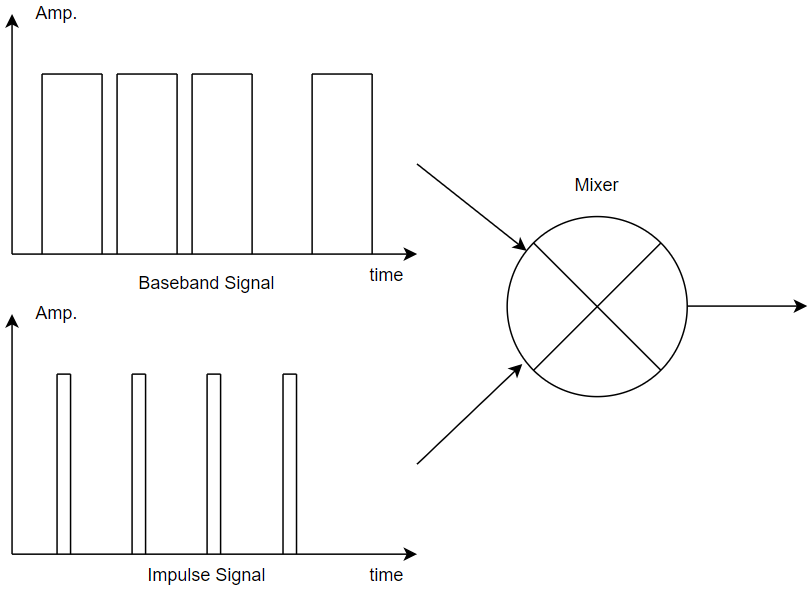 Amp.
Baseband Signal
time
Mixer
Amp.
Impulse Signal
time